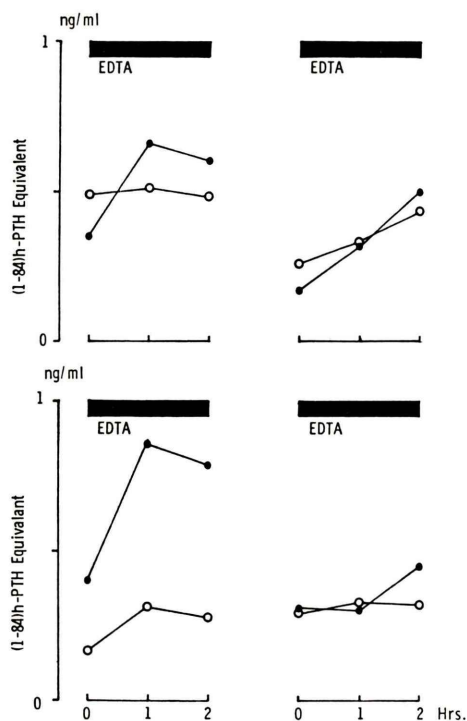 ng/ml
1
EDTA
EDTA
(1-84)h-PTH Equivalent
0
ng/ml
1
EDTA
EDTA
(1-84)h-PTH Equivalant
0
0 1 2 0 1 2 Hrs.